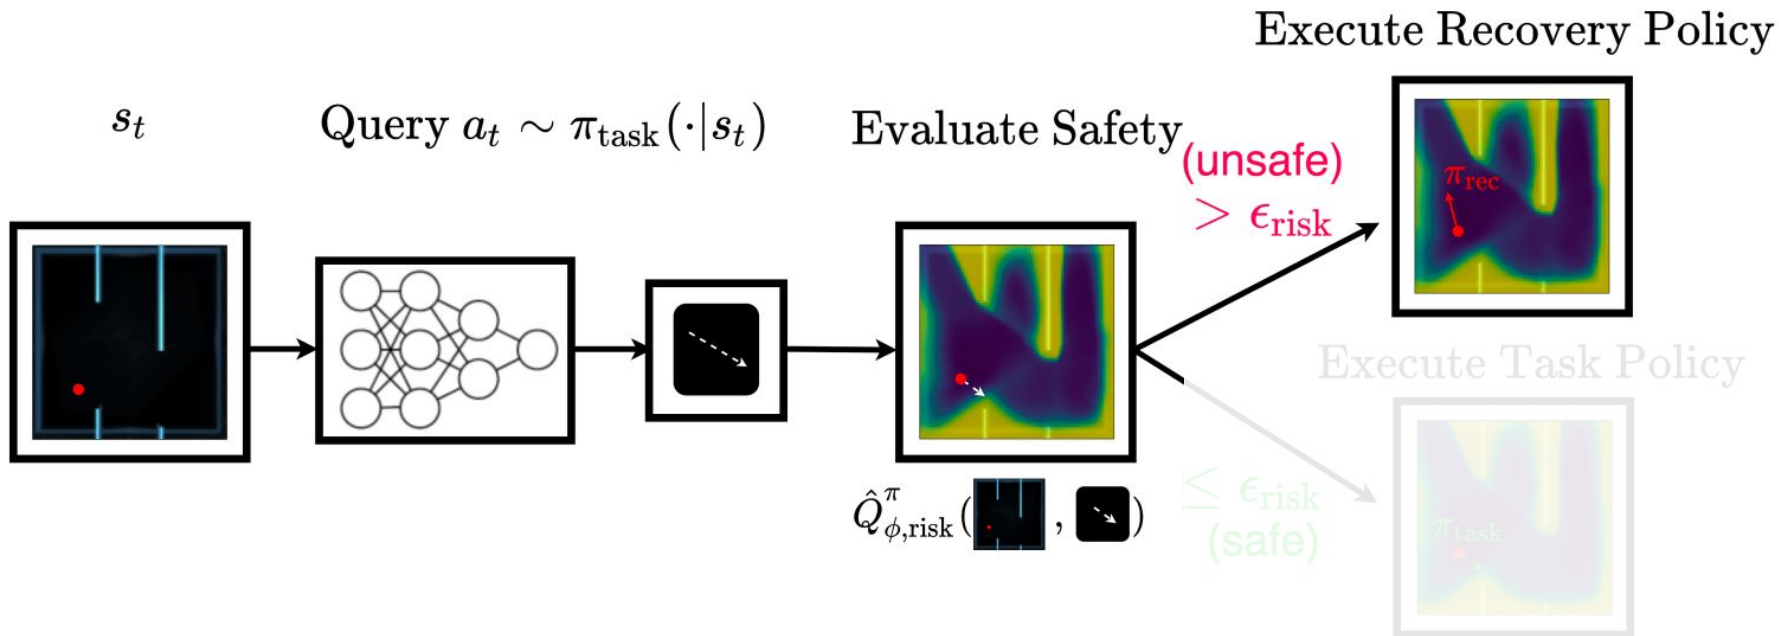 Execute Recovery Policy
s_t
Query a_t ∼ π_task(·|s_t)
Evaluate Safety
(unsafe)
> ϵ_risk
π_rec
Execute Task Policy
≤ ϵ_risk
(safe)
π_task
Q̂^π_ϕ,risk( , )